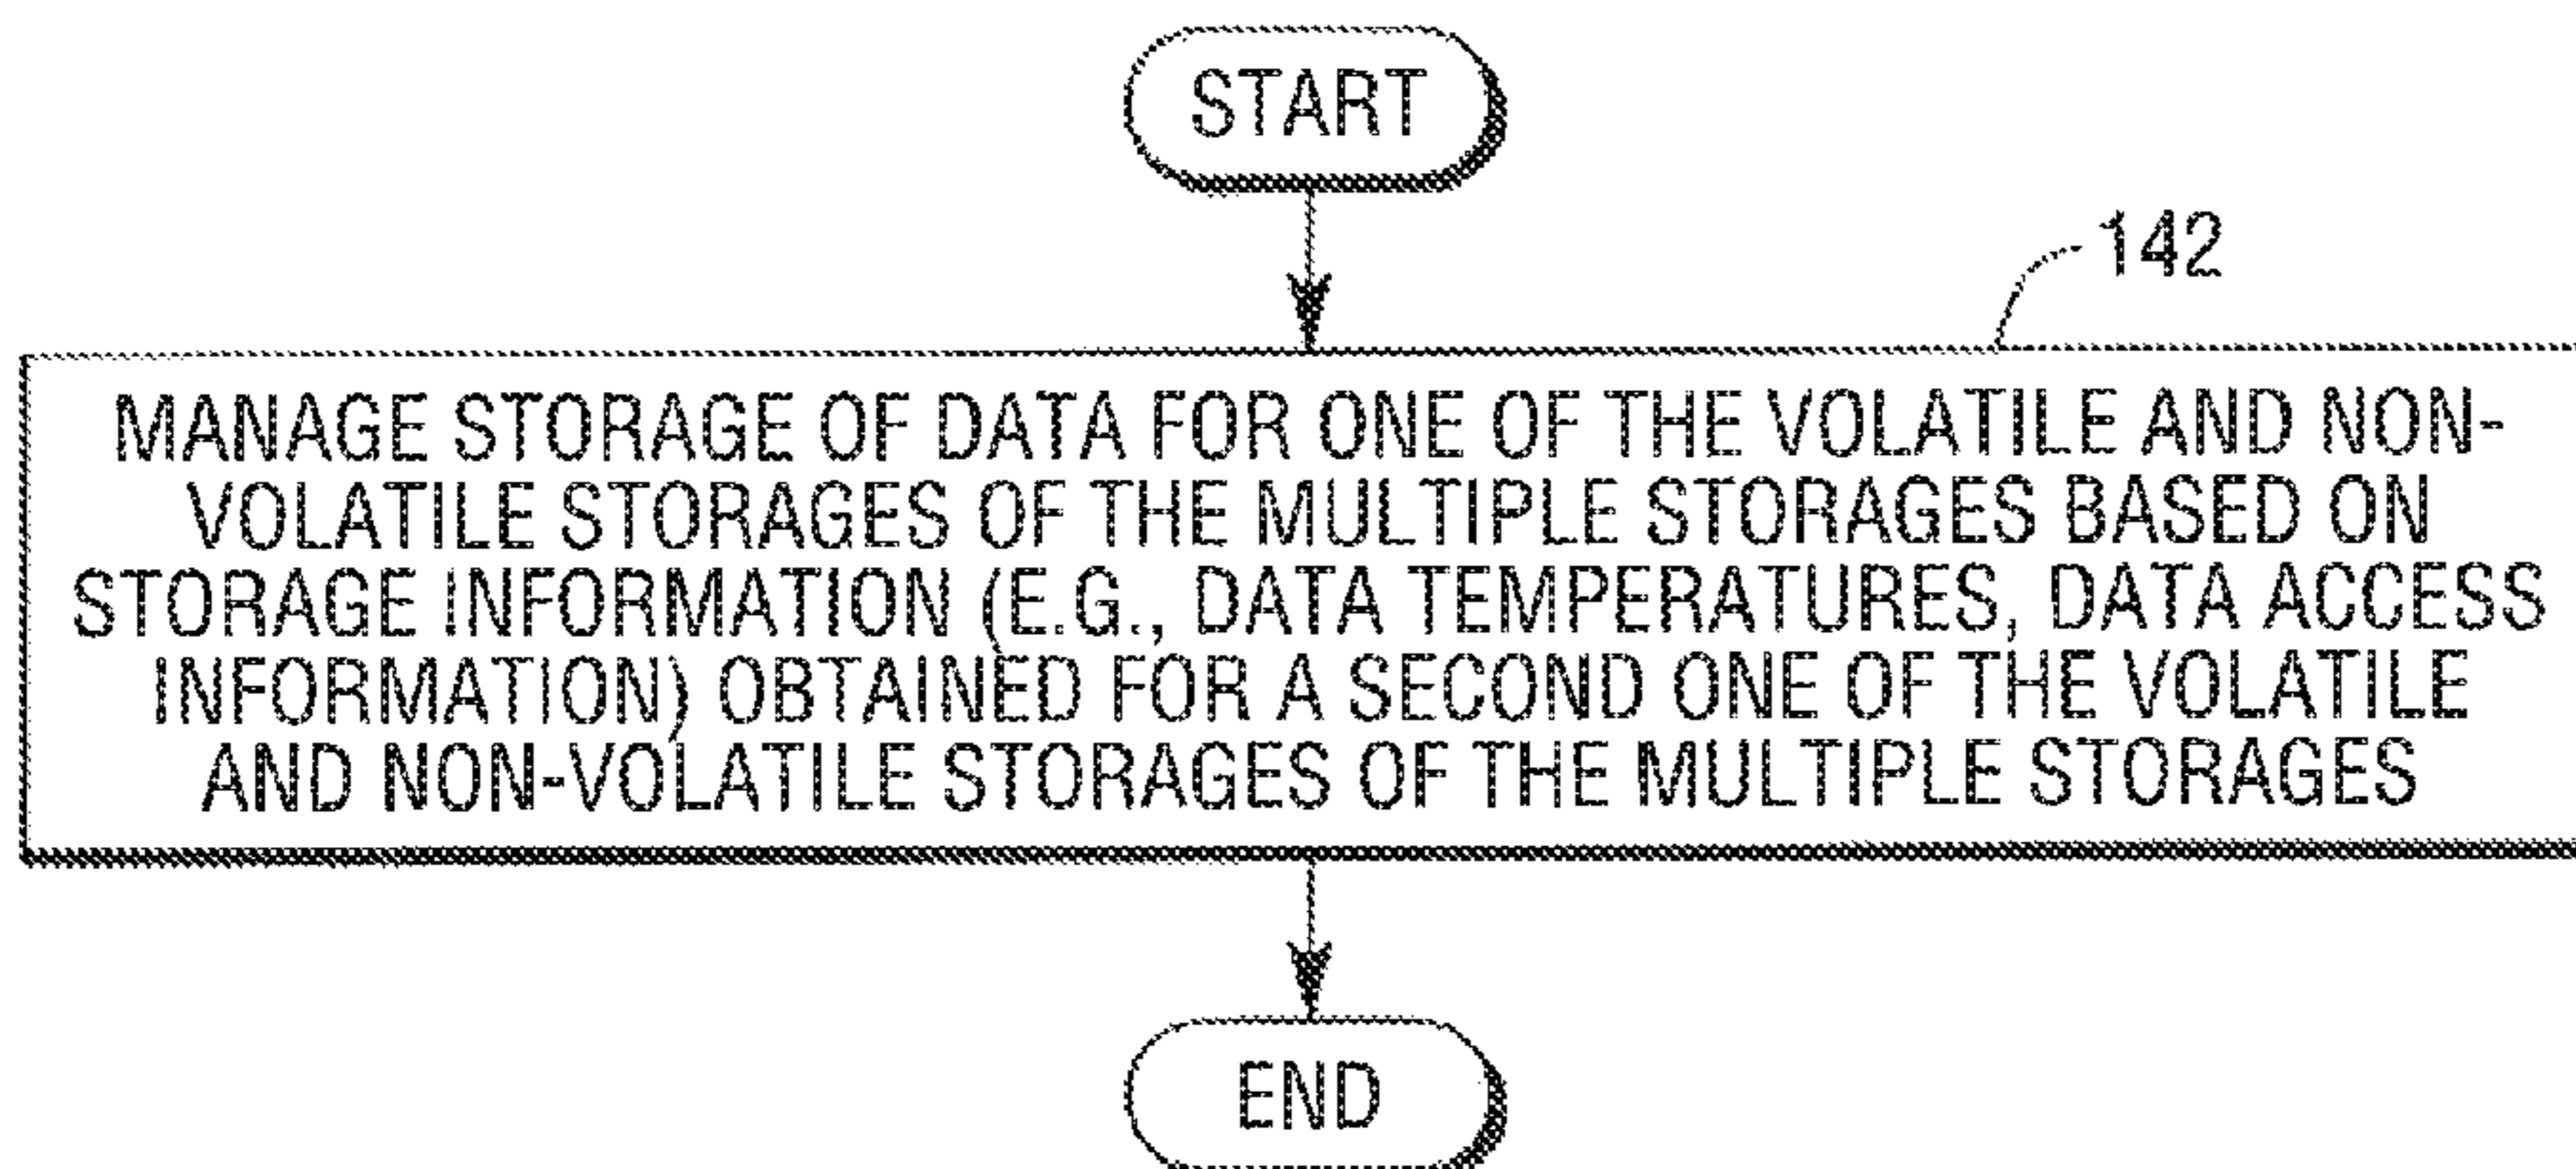 START
142
MANAGE STORAGE OF DATA FOR ONE OF THE VOLATILE AND NON-
VOLATILE STORAGES OF THE MULTIPLE STORAGES BASED ON
STORAGE INFORMATION (E.G., DATA TEMPERATURES, DATA ACCESS
INFORMATION) OBTAINED FOR A SECOND ONE OF THE VOLATILE
AND NON-VOLATILE STORAGES OF THE MULTIPLE STORAGES
END